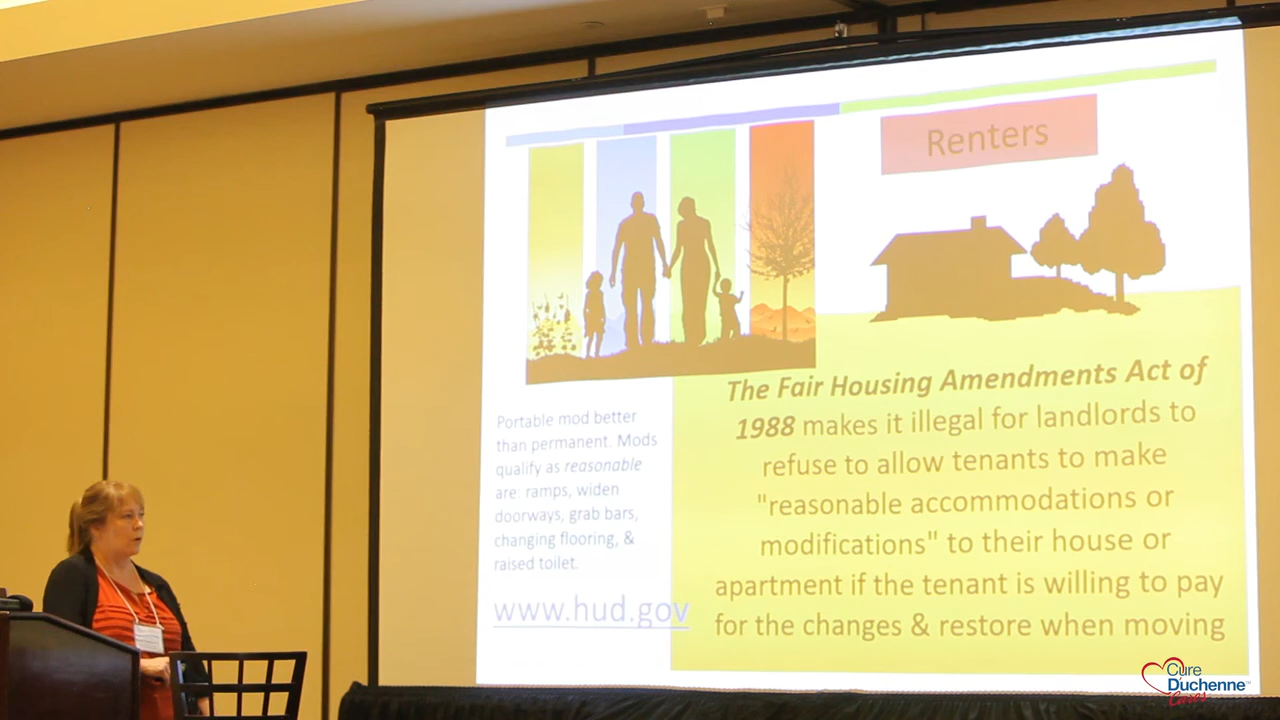 Renters
The Fair Housing Amendments Act of
1988 makes it illegal for landlords to
refuse to allow tenants to make
"reasonable accommodations or
modifications" to their house or
apartment if the tenant is willing to pay
for the changes & restore when moving
Portable mod better
than permanent. Mods
qualify as reasonable
are: ramps, widen
doorways, grab bars,
changing flooring, &
raised toilet.
www.hud.gov
Cure
Duchenne™
Cares